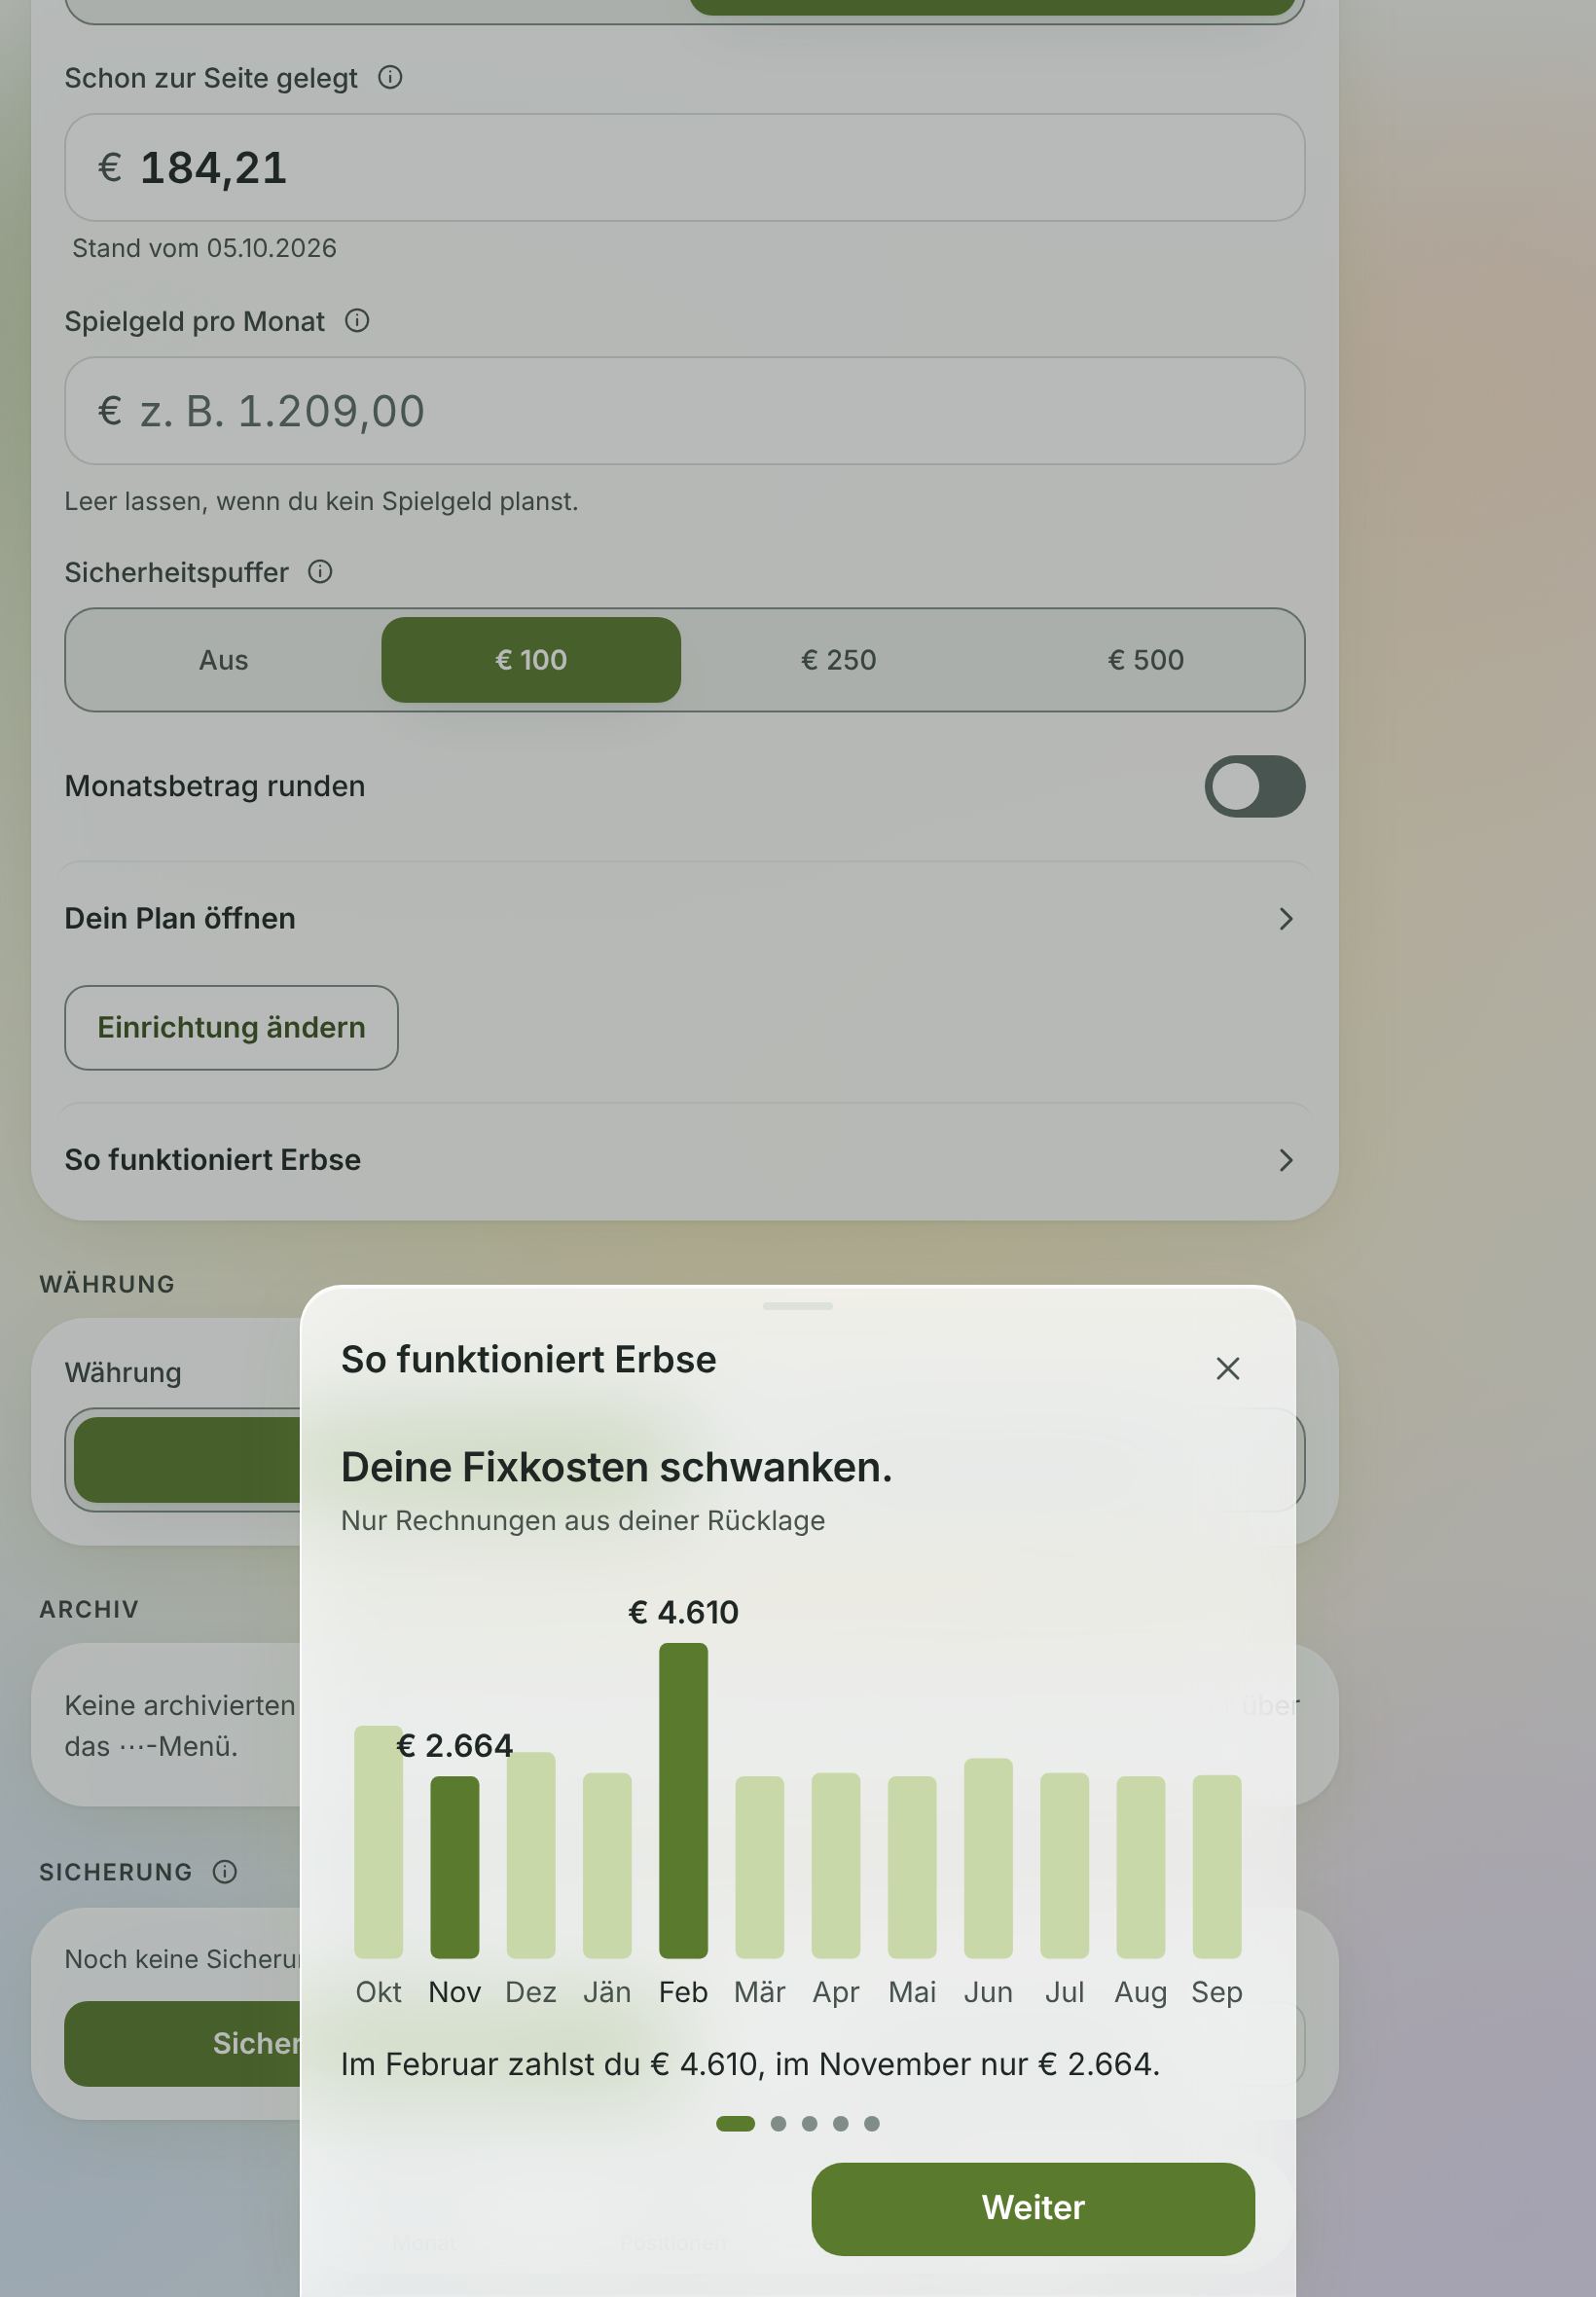 Schon zur Seite gelegt
€ 184,21
Stand vom 05.10.2026
Spielgeld pro Monat
€ z. B. 1.209,00
Leer lassen, wenn du kein Spielgeld planst.
Sicherheitspuffer
Aus € 100 € 250 € 500
Monatsbetrag runden
Dein Plan öffnen
Einrichtung ändern
So funktioniert Erbse
WÄHRUNG
Währung
ARCHIV
Keine archivierten über
das ···-Menü.
SICHERUNG
Noch keine
So funktioniert Erbse
Deine Fixkosten schwanken.
Nur Rechnungen aus deiner Rücklage
€ 4.610
€ 2.664
Okt Nov Dez Jän Feb Mär Apr Mai Jun Jul Aug Sep
Im Februar zahlst du € 4.610, im November nur € 2.664.
Weiter
Monat Positionen